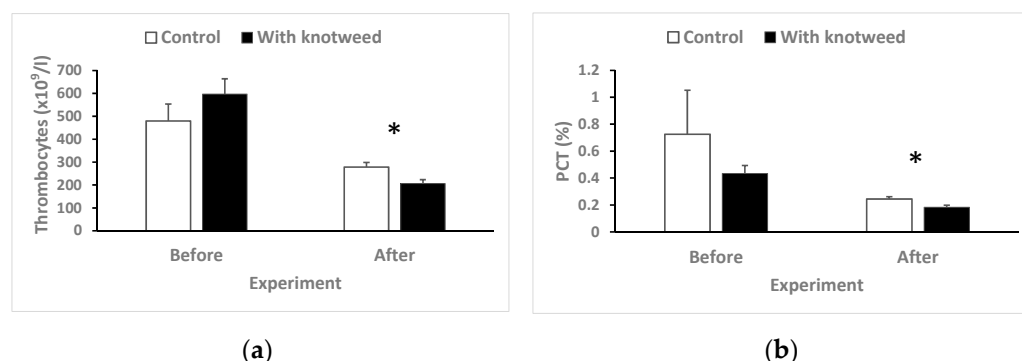 Control With knotweed
700
600
500
400
300
200
100
0
Thrombocytes (x10⁹/l)
*
Before After
Experiment
(a)
Control With knotweed
1.2
1
0.8
0.6
0.4
0.2
0
PCT (%)
*
Before After
Experiment
(b)